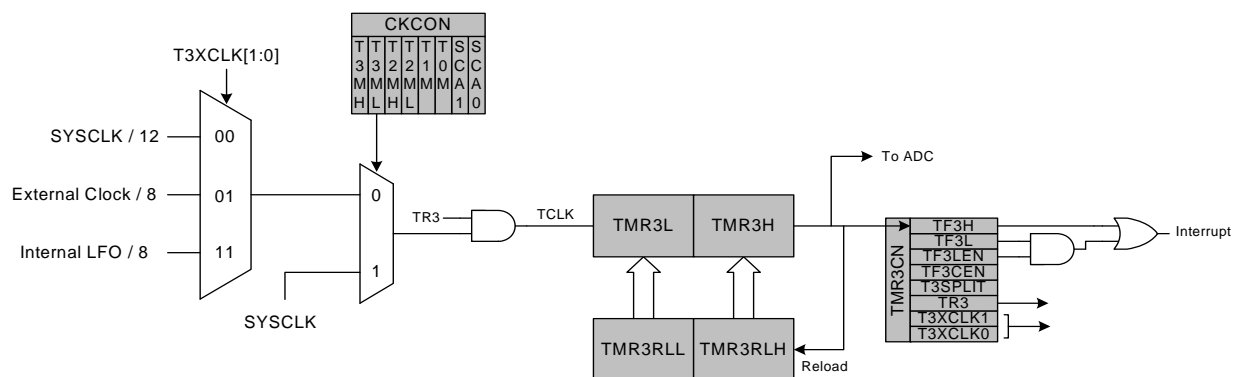 CKCON
T3MH
T3ML
T2MH
T2ML
T1M
T0M
SCA1
SCA0
T3XCLK[1:0]
SYSCLK / 12
00
External Clock / 8
01
Internal LFO / 8
11
0
1
SYSCLK
TR3
TCLK
TMR3L
TMR3H
To ADC
TMR3RLL
TMR3RLH
Reload
TMR3CN
TF3H
TF3L
TF3LEN
TF3CEN
T3SPLIT
TR3
T3XCLK1
T3XCLK0
Interrupt